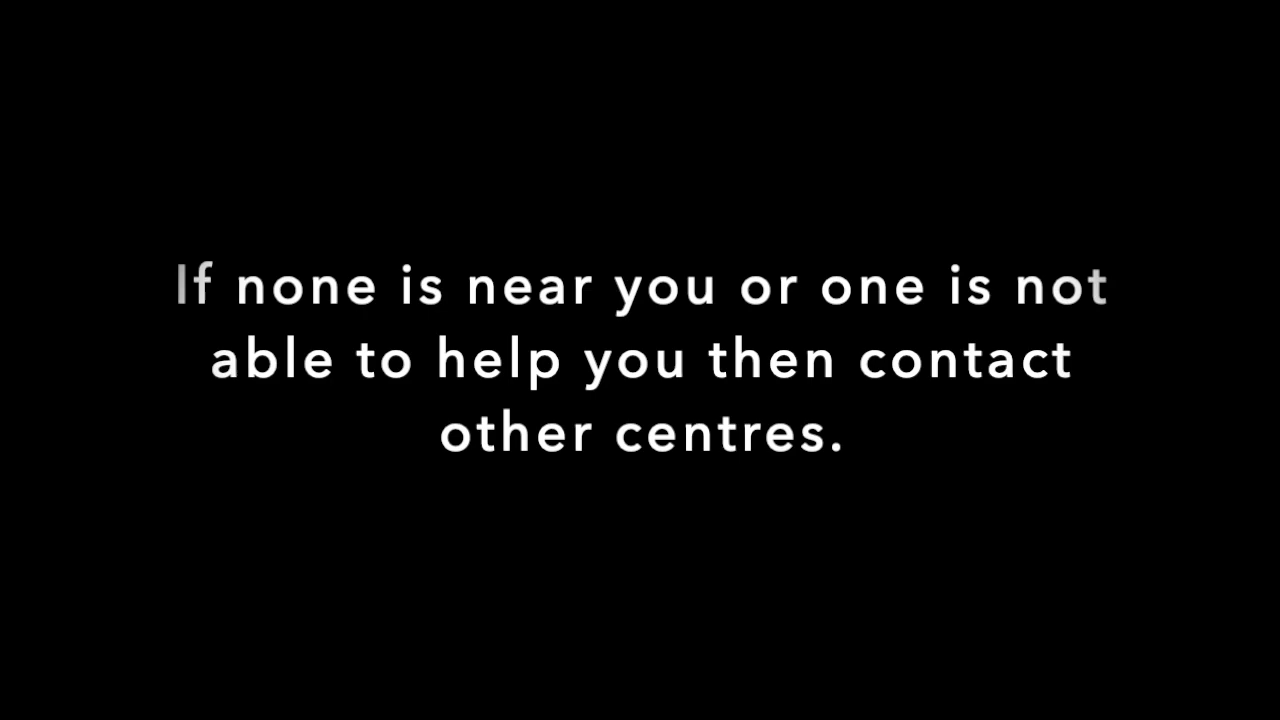 If none is near you or one is not
able to help you then contact
other centres.